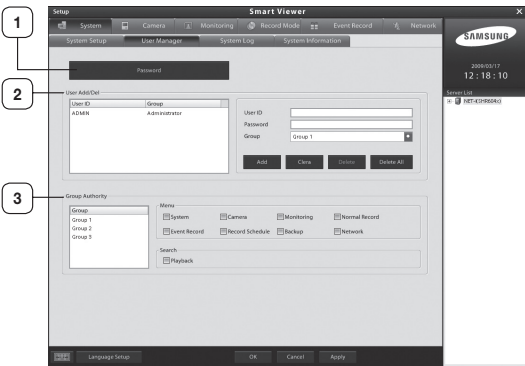 Setup
Smart Viewer
×
System
Camera
Monitoring
Record Mode
Event Record
Network
System Setup
User Manager
System Log
System Information
SAMSUNG
2009/03/17
12 : 18 : 10
Server List
1
Password
2
User Add/Del
User ID Group
ADMIN Administrator
User ID
Password
Group Group 1
Add Clera Delete Delete All
3
Group Authority
Group
Group 1
Group 2
Group 3
Menu
System Camera Monitoring Normal Record
Event Record Record Schedule Backup Network
Search
Playback
Language Setup
OK Cancel Apply